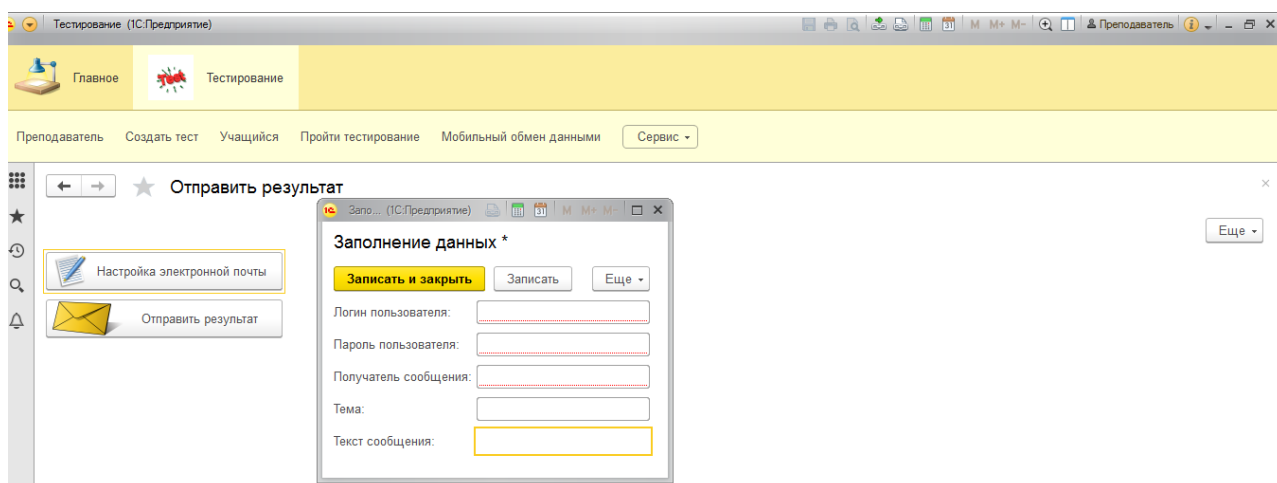 Тестирование (1С:Предприятие) M M+ M- Преподаватель
Главное Тестирование
Преподаватель Создать тест Учащийся Пройти тестирование Мобильный обмен данными Сервис
Отправить результат
Еще
Настройка электронной почты
Отправить результат
Запо... (1С:Предприятие) 31 M M+ M-
Заполнение данных *
Записать и закрыть Записать Еще
Логин пользователя:
Пароль пользователя:
Получатель сообщения:
Тема:
Текст сообщения: